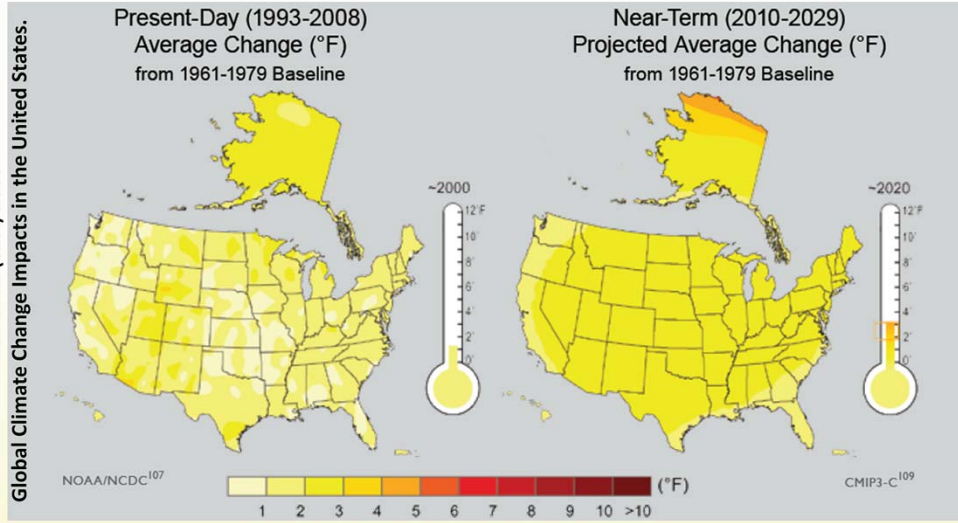 Global Climate Change Impacts in the United States.
Present-Day (1993-2008)
Average Change (°F)
from 1961-1979 Baseline
Near-Term (2010-2029)
Projected Average Change (°F)
from 1961-1979 Baseline
~2000
12°F
10°
8°
6°
4°
2°
0°
~2020
12°F
10°
8°
6°
4°
2°
0°
NOAA/NCDC107
CMIP3-C109
(°F)
1 2 3 4 5 6 7 8 9 10 >10